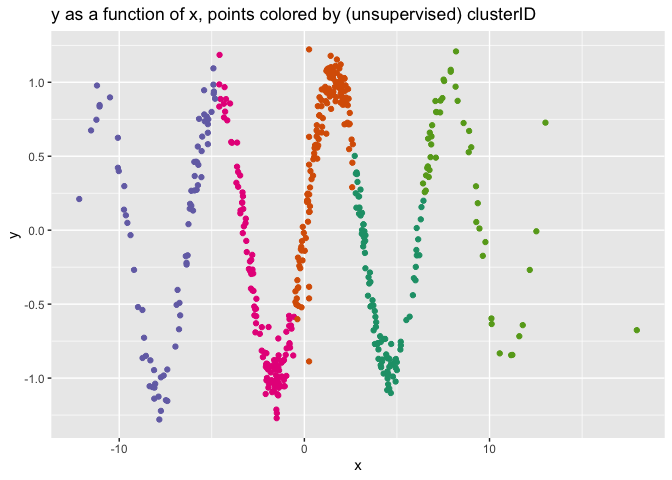 y as a function of x, points colored by (unsupervised) clusterID
1.0
0.5
0.0
-0.5
-1.0
y
-10
0
10
x